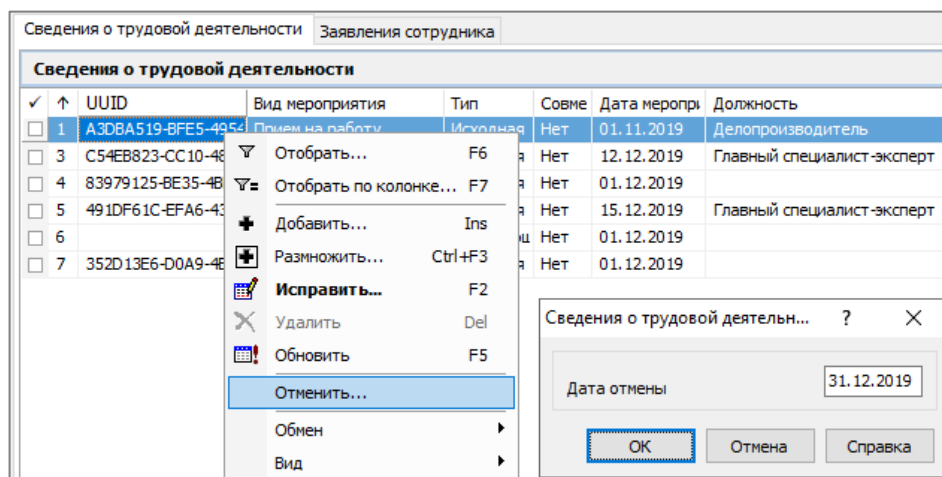 Сведения о трудовой деятельности Заявления сотрудника
Сведения о трудовой деятельности
✓ ↑ UUID Вид мероприятия Тип Совме Дата меропри Должность
1 A3DBA519-BFE5-4954 Прием на работу Исходная Нет 01.11.2019 Делопроизводитель
3 C54EB823-CC10-48 я Нет 12.12.2019 Главный специалист-эксперт
4 83979125-BE35-4B я Нет 01.12.2019
5 491DF61C-EFA6-43 я Нет 15.12.2019 Главный специалист-эксперт
6 Нет 01.12.2019
7 352D13E6-D0A9-4E я Нет 01.12.2019
Отобрать... F6
Отобрать по колонке... F7
Добавить... Ins
Размножить... Ctrl+F3
Исправить... F2
Удалить Del
Обновить F5
Отменить...
Обмен
Вид
Сведения о трудовой деятельн... ?
Дата отмены 31.12.2019
ОК Отмена Справка